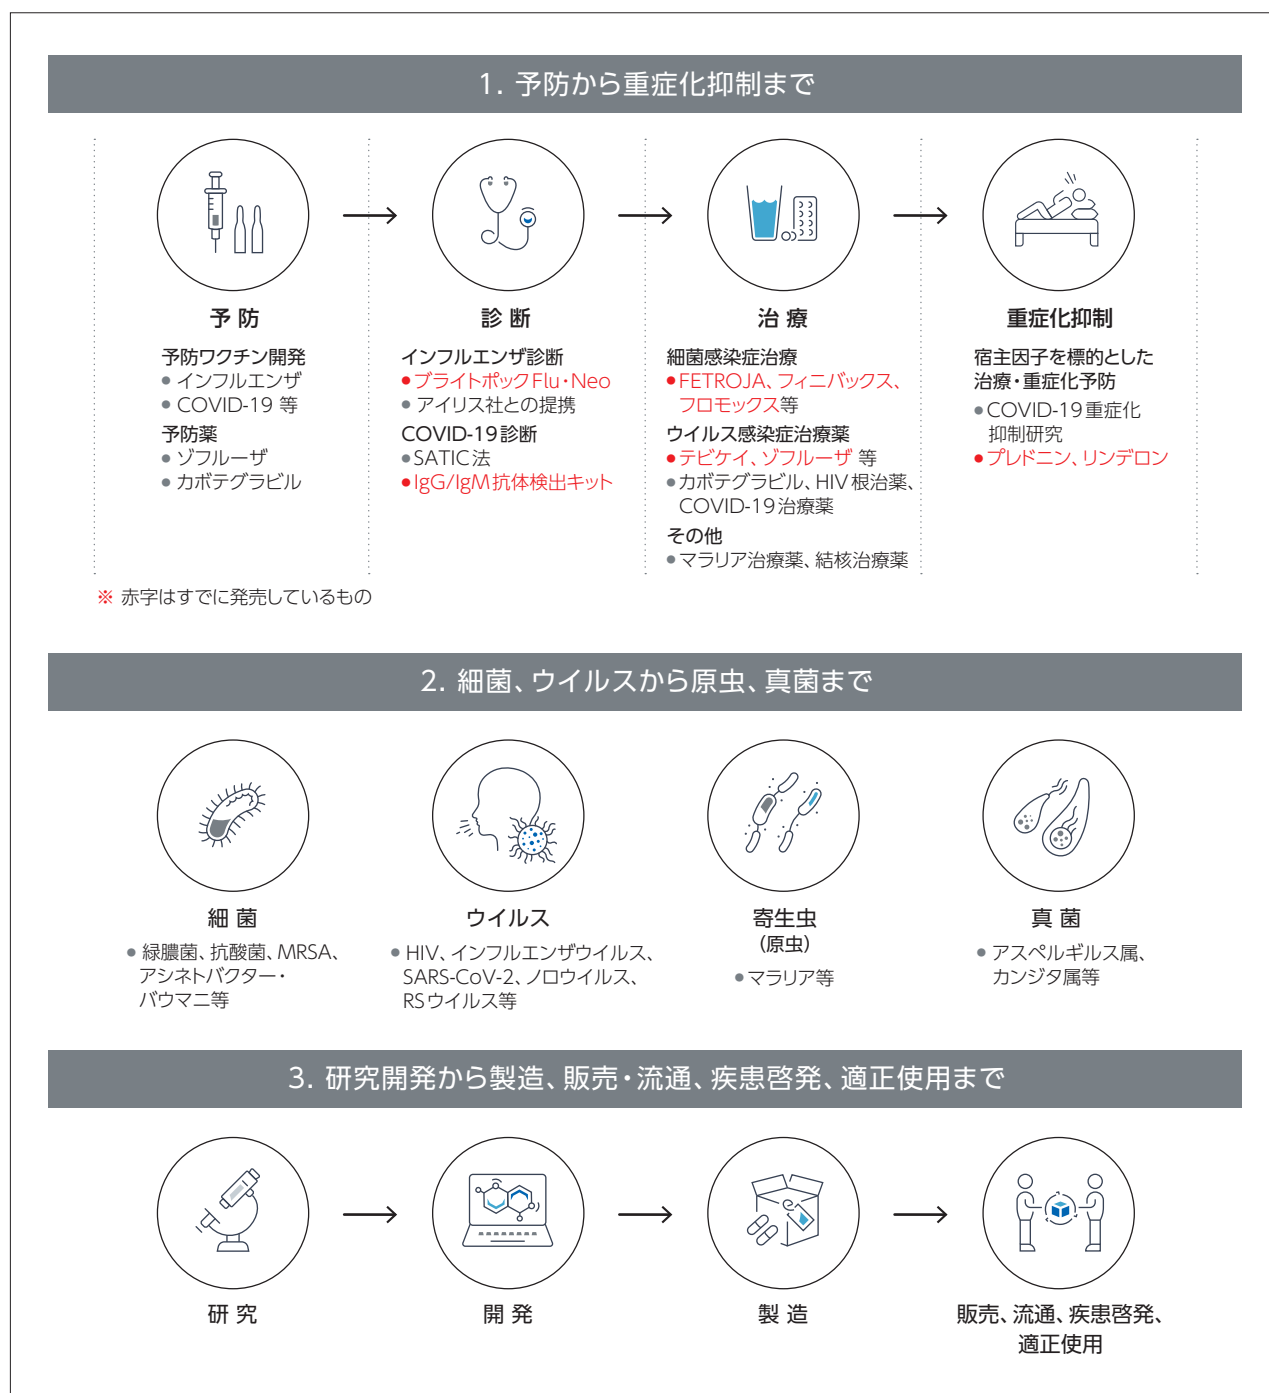 1. 予防から重症化抑制まで
予 防
予防ワクチン開発
● インフルエンザ
● COVID-19 等
予防薬
● ゾフルーザ
● カボテグラビル
診 断
インフルエンザ診断
● ブライトポックFlu・Neo
● アイリス社との提携
COVID-19診断
● SATIC法
● IgG/IgM抗体検出キット
治 療
細菌感染症治療
● FETROJA、フィニバックス、
フロモックス等
ウイルス感染症治療薬
● テビケイ、ゾフルーザ 等
● カボテグラビル、HIV根治薬、
COVID-19治療薬
その他
● マラリア治療薬、結核治療薬
重症化抑制
宿主因子を標的とした
治療・重症化予防
● COVID-19重症化
抑制研究
● プレドニン、リンデロン
※ 赤字はすでに発売しているもの
2. 細菌、ウイルスから原虫、真菌まで
細 菌
● 緑膿菌、抗酸菌、MRSA、
アシネトバクター・
バウマニ等
ウイルス
● HIV、インフルエンザウイルス、
SARS-CoV-2、ノロウイルス、
RSウイルス等
寄生虫
(原虫)
● マラリア等
真 菌
● アスペルギルス属、
カンジタ属等
3. 研究開発から製造、販売・流通、疾患啓発、適正使用まで
研 究
開 発
製 造
販売、流通、疾患啓発、
適正使用